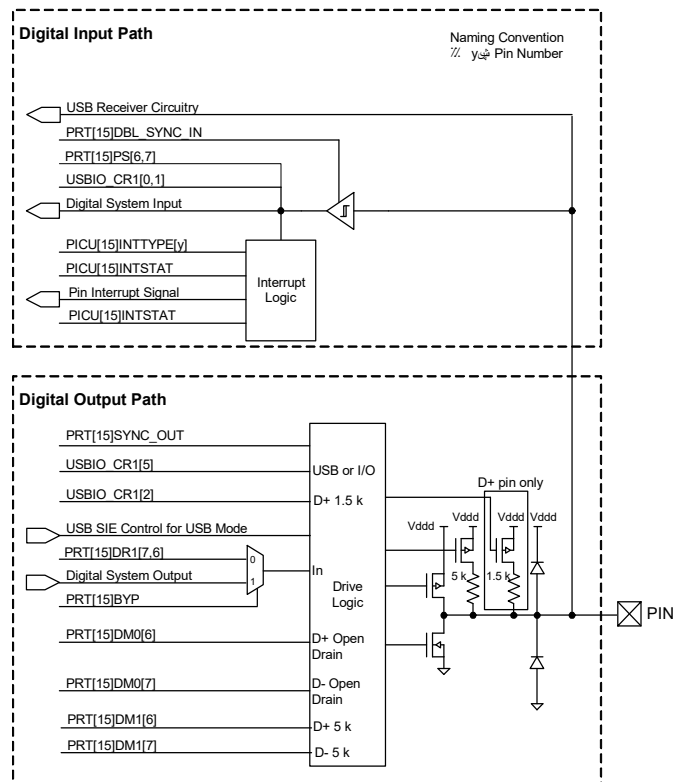 Digital Input Path
Naming Convention
Pin Number
USB Receiver Circuitry
PRT[15]DBL_SYNC_IN
PRT[15]PS[6,7]
USBIO_CR1[0,1]
Digital System Input
PICU[15]INTTYPE[y]
PICU[15]INTSTAT
Interrupt
Logic
Pin Interrupt Signal
PICU[15]INTSTAT
Digital Output Path
PRT[15]SYNC_OUT
USBIO_CR1[5]
USB or I/O
D+ pin only
USBIO_CR1[2]
D+ 1.5 k
USB SIE Control for USB Mode
Vddd
Vddd
Vddd
Vddd
PRT[15]DR1[7,6]
0
In
Digital System Output
1
Drive
Logic
5 k
1.5 k
PRT[15]BYP
PIN
PRT[15]DM0[6]
D+ Open
Drain
PRT[15]DM0[7]
D- Open
Drain
PRT[15]DM1[6]
D+ 5 k
PRT[15]DM1[7]
D- 5 k